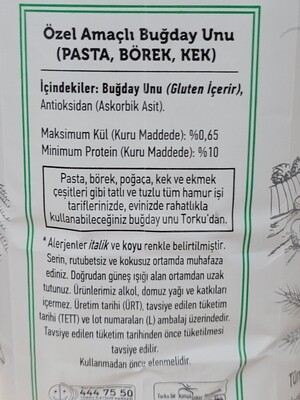 Özel Amaçlı Buğday Unu
(PASTA, BÖREK, KEK)
İçindekiler: Buğday Unu (Gluten İçerir),
Antioksidan (Askorbik Asit).
Maksimum Kül (Kuru Maddede): %0,65
Minimum Protein (Kuru Maddede): %10
Pasta, börek, poğaça, kek ve ekmek
çeşitleri gibi tatlı ve tuzlu tüm hamur işi
tariflerinizde, evinizde rahatlıkla
kullanabileceğiniz buğday unu Torku'dan.
* Alerjenler italik ve koyu renkle belirtilmiştir.
Serin, rutubetsiz ve kokusuz ortamda muhafaza
ediniz. Doğrudan güneş ışığı alan ortamdan uzak
tutunuz. Ürünlerimiz alkol, domuz yağı ve katkıları
içermez. Üretim tarihi (ÜRT), tavsiye edilen tüketim
tarihi (TETT) ve lot numaraları (L) ambalaj üzerindedir.
Tavsiye edilen tüketim tarihinden önce tüketilmesi
tavsiye edilir.
Kullanmadan önce elenmelidir.
444 75 50